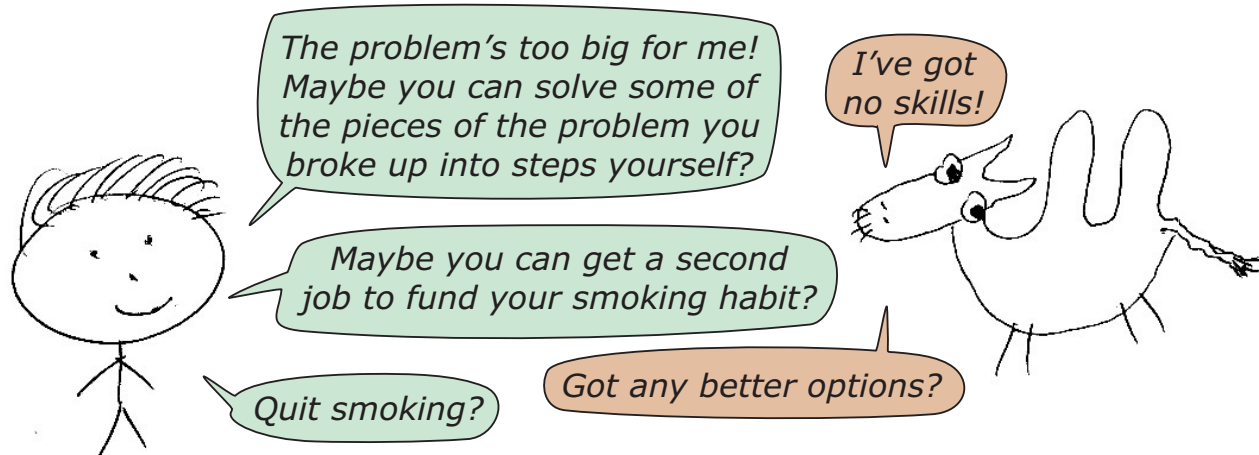 The problem’s too big for me!
Maybe you can solve some of
the pieces of the problem you
broke up into steps yourself?
I’ve got
no skills!
Maybe you can get a second
job to fund your smoking habit?
Got any better options?
Quit smoking?